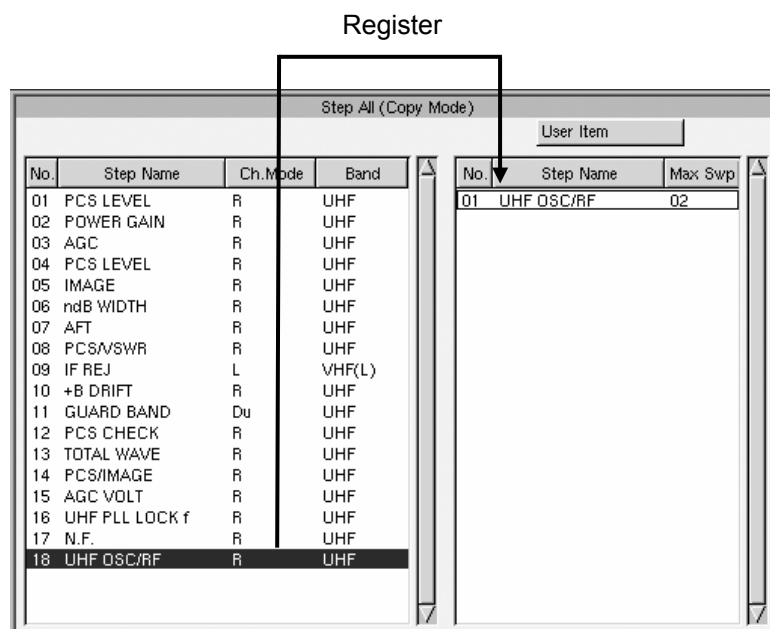 Register
Step All (Copy Mode)
User Item
No. Step Name Ch.Mode Band
01 PCS LEVEL R UHF
02 POWER GAIN R UHF
03 AGC R UHF
04 PCS LEVEL R UHF
05 IMAGE R UHF
06 ndB WIDTH R UHF
07 AFT R UHF
08 PCS/VSWR R UHF
09 IF REJ L VHF(L)
10 +B DRIFT R UHF
11 GUARD BAND Du UHF
12 PCS CHECK R UHF
13 TOTAL WAVE R UHF
14 PCS/IMAGE R UHF
15 AGC VOLT R UHF
16 UHF PLL LOCK f R UHF
17 N.F. R UHF
18 UHF OSC/RF R UHF
No. Step Name Max Swp
01 UHF OSC/RF 02